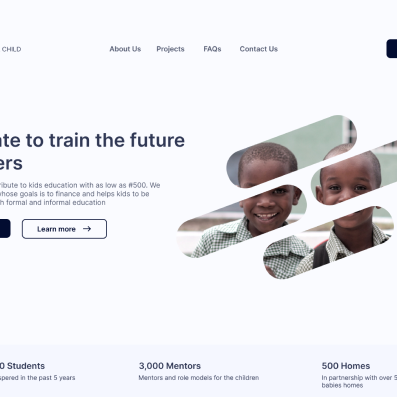 CHILD
About Us Projects FAQs Contact Us
te to train the future
ers
ibute to kids education with as low as #500. We
whose goals is to finance and helps kids to be
h formal and informal education
Learn more →
0 Students
spered in the past 5 years
3,000 Mentors
Mentors and role models for the children
500 Homes
In partnership with over 5
babies homes